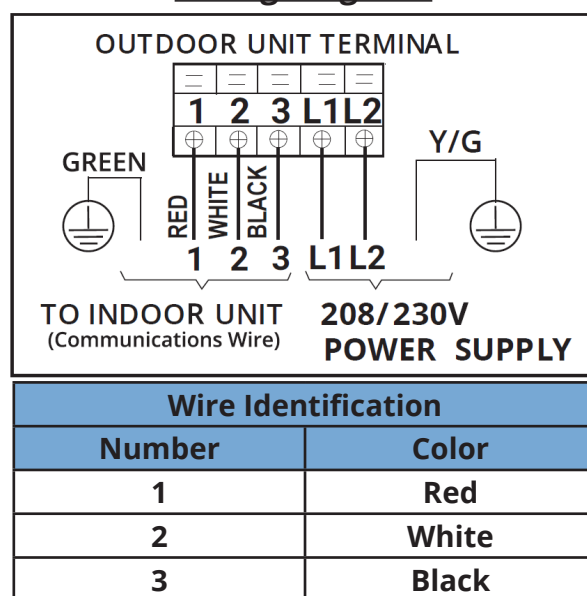 OUTDOOR UNIT TERMINAL
1 2 3 L1 L2
GREEN
Y/G
RED
WHITE
BLACK
1 2 3 L1 L2
TO INDOOR UNIT
(Communications Wire)
208/230V
POWER SUPPLY
Wire Identification
Number Color
1 Red
2 White
3 Black